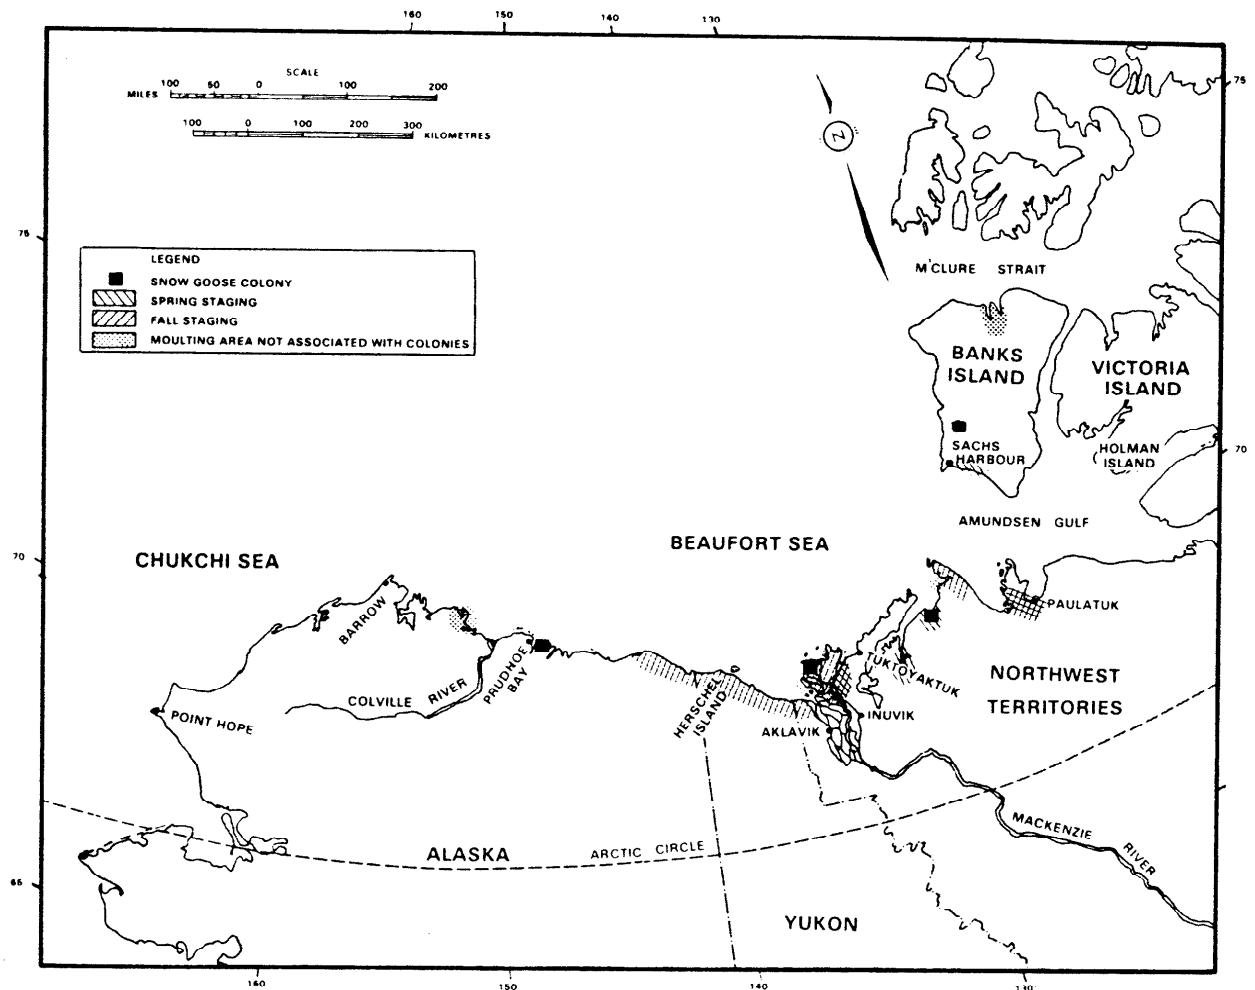 160 150 140 130
SCALE
100 50 0 100 200
MILES
100 0 100 200 300
KILOMETRES
75
75
LEGEND
SNOW GOOSE COLONY
SPRING STAGING
FALL STAGING
MOULTING AREA NOT ASSOCIATED WITH COLONIES
N
M'CLURE STRAIT
BANKS
ISLAND
VICTORIA
ISLAND
SACHS
HARBOUR
HOLMAN
ISLAND
70
AMUNDSEN GULF
BEAUFORT SEA
CHUKCHI SEA
70
BARROW
PAULATUK
PRUDHOE
BAY
COLVILLE RIVER
POINT HOPE
HERSCHEL
ISLAND
TUKTOYAKTUK
INUVIK
AKLAVIK
NORTHWEST
TERRITORIES
MACKENZIE RIVER
ALASKA
ARCTIC CIRCLE
65
YUKON
160 150 140 130